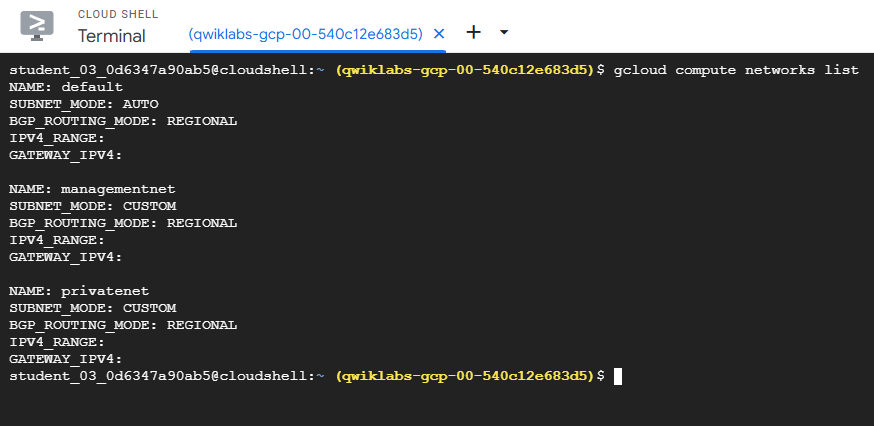 CLOUD SHELL
Terminal
(qwiklabs-gcp-00-540c12e683d5)
student_03_0d6347a90ab5@cloudshell:~ (qwiklabs-gcp-00-540c12e683d5)$ gcloud compute networks list
NAME: default
SUBNET_MODE: AUTO
BGP_ROUTING_MODE: REGIONAL
IPV4_RANGE:
GATEWAY_IPV4:
NAME: managementnet
SUBNET_MODE: CUSTOM
BGP_ROUTING_MODE: REGIONAL
IPV4_RANGE:
GATEWAY_IPV4:
NAME: privatenet
SUBNET_MODE: CUSTOM
BGP_ROUTING_MODE: REGIONAL
IPV4_RANGE:
GATEWAY_IPV4:
student_03_0d6347a90ab5@cloudshell:~ (qwiklabs-gcp-00-540c12e683d5)$